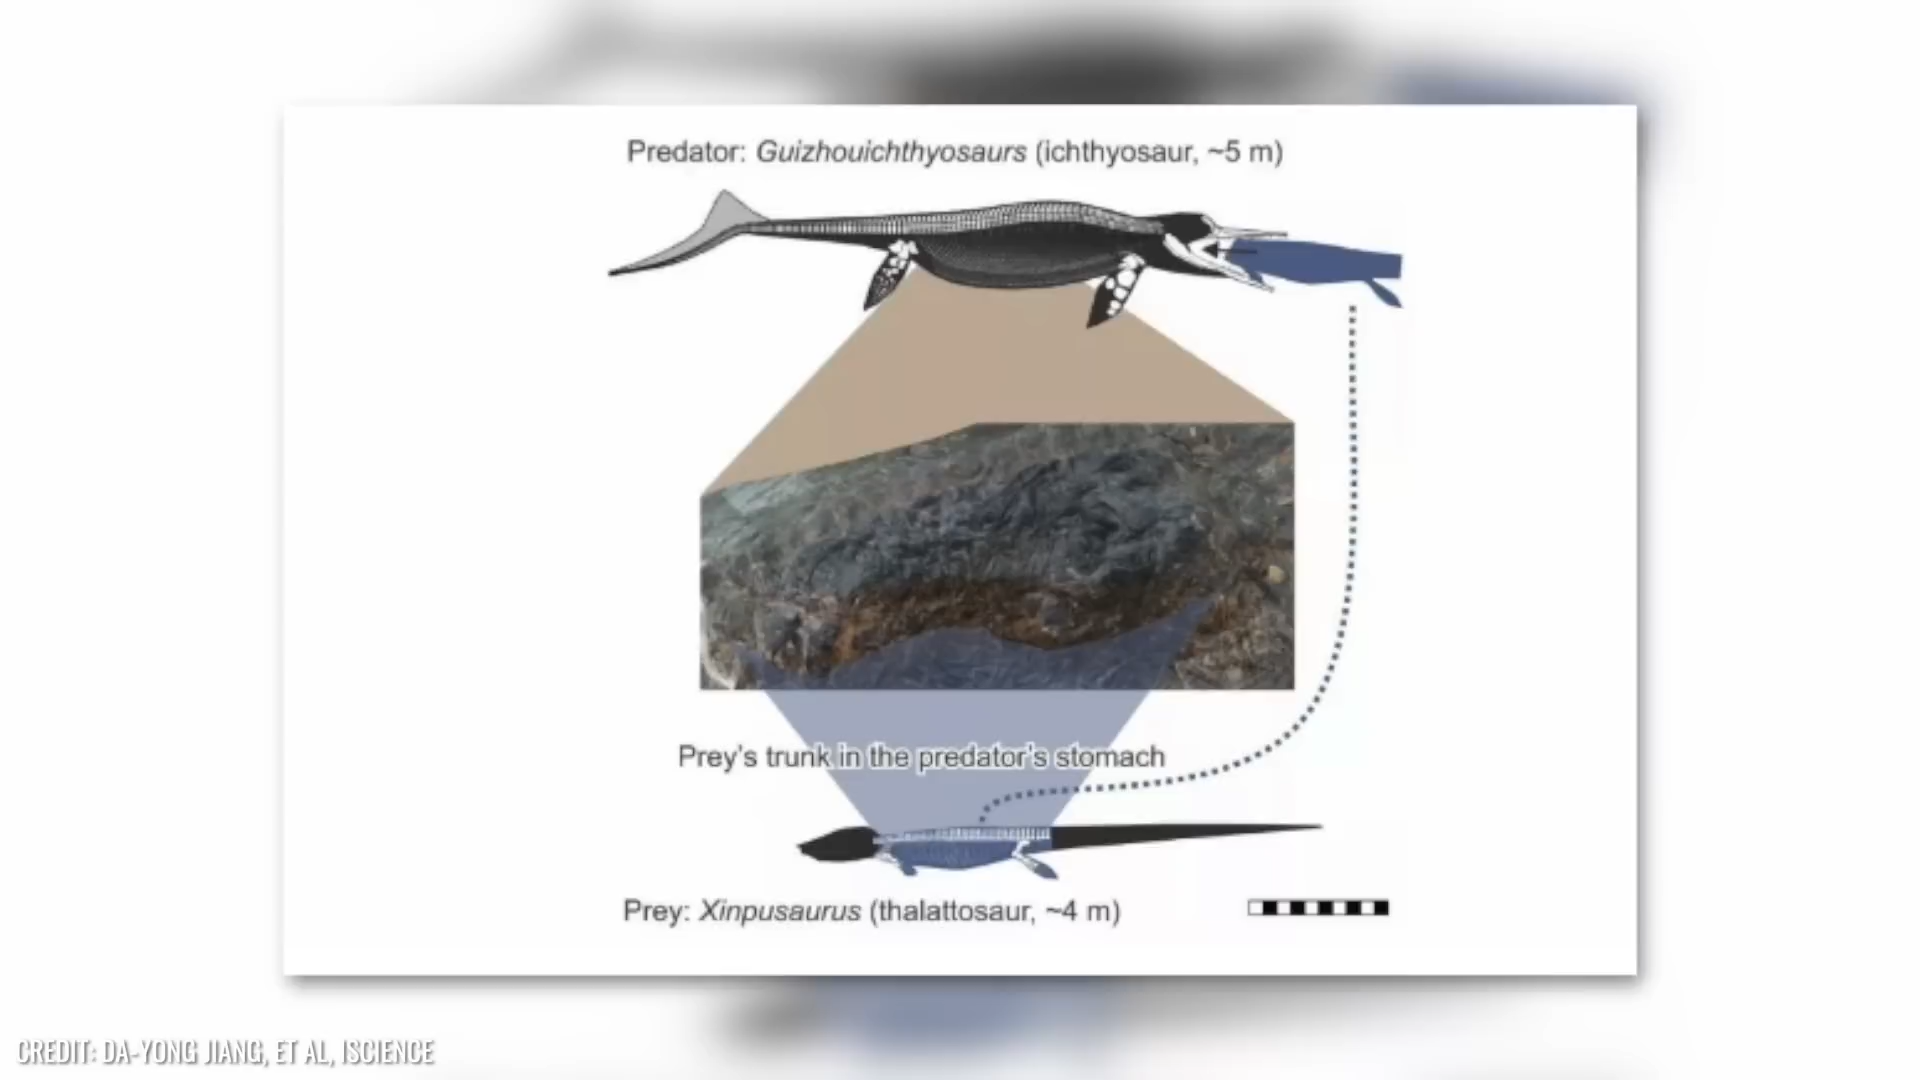 Predator: Guizhouichthyosaurs (ichthyosaur, ~5 m)
Prey's trunk in the predator's stomach
Prey: Xinpusaurus (thalattosaur, ~4 m)
CREDIT: DA-YONG JIANG, ET AL, ISCIENCE